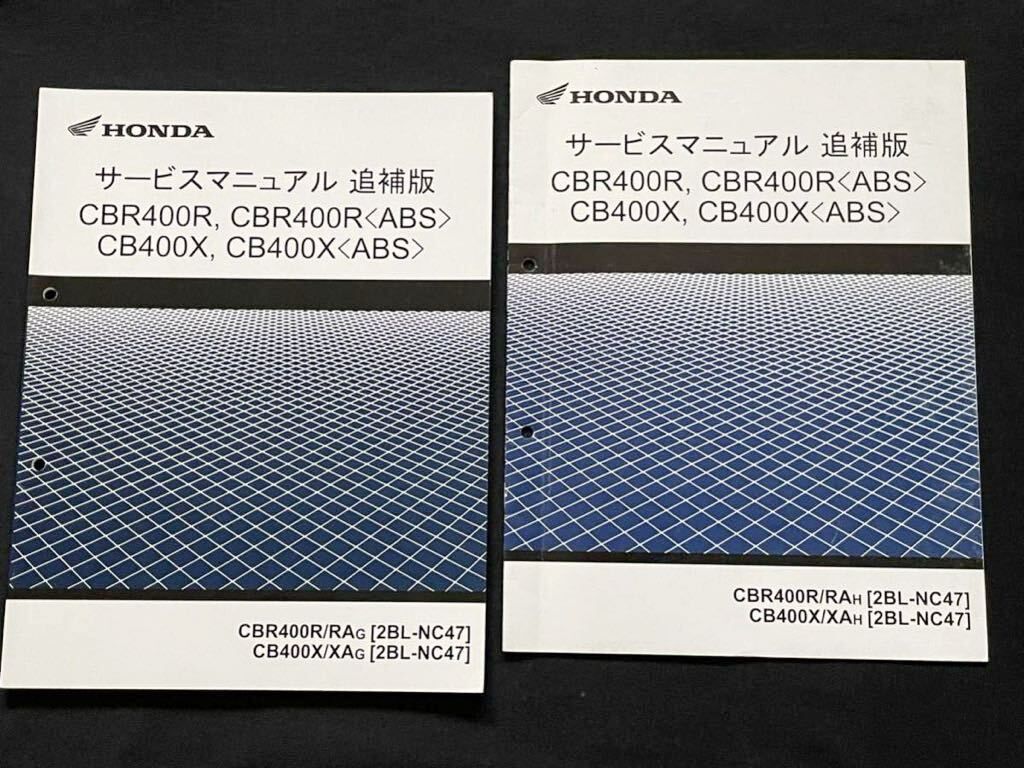 HONDA
サービスマニュアル 追補版
CBR400R, CBR400R<ABS>
CB400X, CB400X<ABS>
CBR400R/RAG [2BL-NC47]
CB400X/XAG [2BL-NC47]
HONDA
サービスマニュアル 追補版
CBR400R, CBR400R<ABS>
CB400X, CB400X<ABS>
CBR400R/RAH [2BL-NC47]
CB400X/XAH [2BL-NC47]